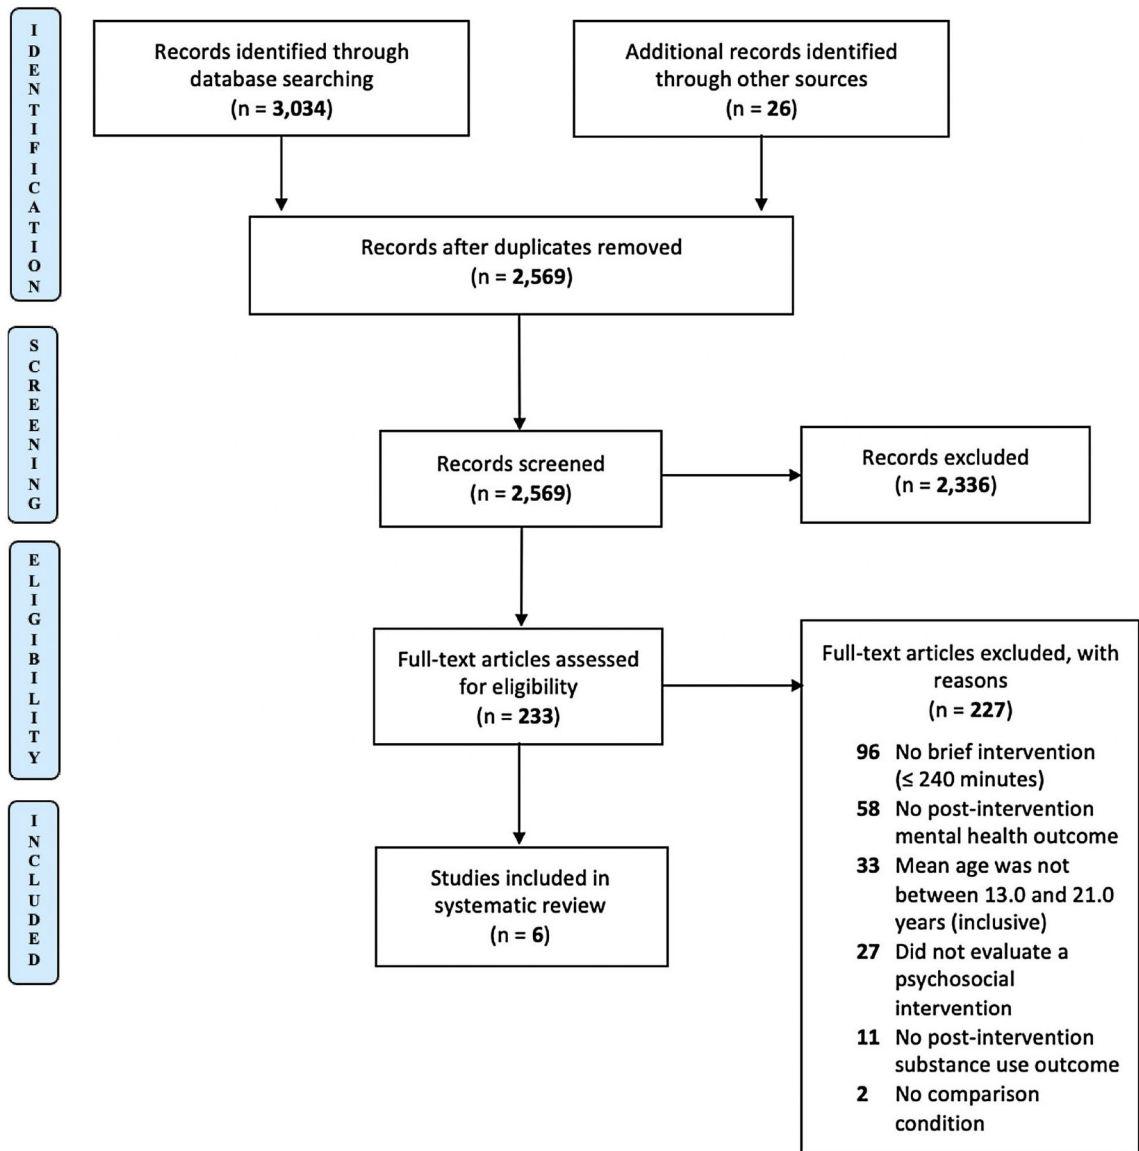 IDENTIFICATION
Records identified through
database searching
(n = 3,034)
Additional records identified
through other sources
(n = 26)
Records after duplicates removed
(n = 2,569)
SCREENING
Records screened
(n = 2,569)
Records excluded
(n = 2,336)
ELIGIBILITY
Full-text articles assessed
for eligibility
(n = 233)
Full-text articles excluded, with
reasons
(n = 227)
96 No brief intervention
(≤ 240 minutes)
58 No post-intervention
mental health outcome
33 Mean age was not
between 13.0 and 21.0
years (inclusive)
27 Did not evaluate a
psychosocial
intervention
11 No post-intervention
substance use outcome
2 No comparison
condition
INCLUDED
Studies included in
systematic review
(n = 6)